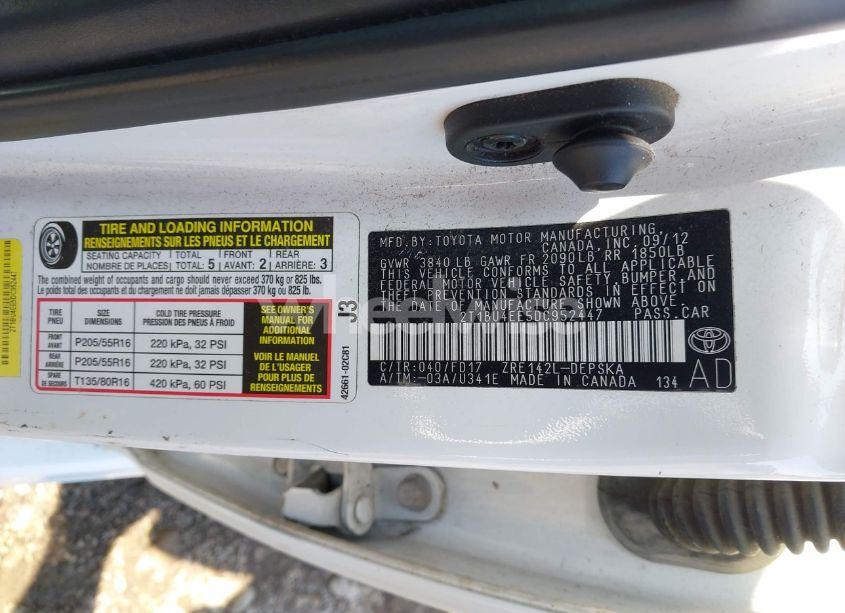 TIRE AND LOADING INFORMATION
RENSEIGNEMENTS SUR LES PNEUS ET LE CHARGEMENT
SEATING CAPACITY TOTAL FRONT REAR
NOMBRE DE PLACES TOTAL: 5 AVANT: 2 ARRIÈRE: 3
The combined weight of occupants and cargo should never exceed 370 kg or 825 lbs.
Le poids total des occupants et du chargement ne doit jamais dépasser 370 kg ou 825 lb.
TIRE DIMENSIONS COLD TIRE PRESSURE
PNEU DIMENSIONS PRESSION DES PNEUS À FROID
FRONT AVANT P205/55R16 220 kPa, 32 PSI
REAR ARRIÈRE P205/55R16 220 kPa, 32 PSI
SPARE DE SECOURS T135/80R16 420 kPa, 60 PSI
SEE OWNER'S
MANUAL FOR
ADDITIONAL
INFORMATION
VOIR LE MANUEL
DE L'USAGER
POUR PLUS DE
RENSEIGNEMENTS
J3
42661-02C81
MFD.BY: TOYOTA MOTOR MANUFACTURING,
CANADA, INC. 09/12
GVWR 3840 LB GAWR FR 2090LB RR 1850LB
THIS VEHICLE CONFORMS TO ALL APPLICABLE
FEDERAL MOTOR VEHICLE SAFETY, BUMPER, AND
THEFT PREVENTION STANDARDS IN EFFECT ON
THE DATE OF MANUFACTURE SHOWN ABOVE.
2T1BU4EE5DC952447 PASS.CAR
C/TR: 040/FD17 ZRE142L-DEPSKA
A/TM: -03A/U341E MADE IN CANADA 134
AD